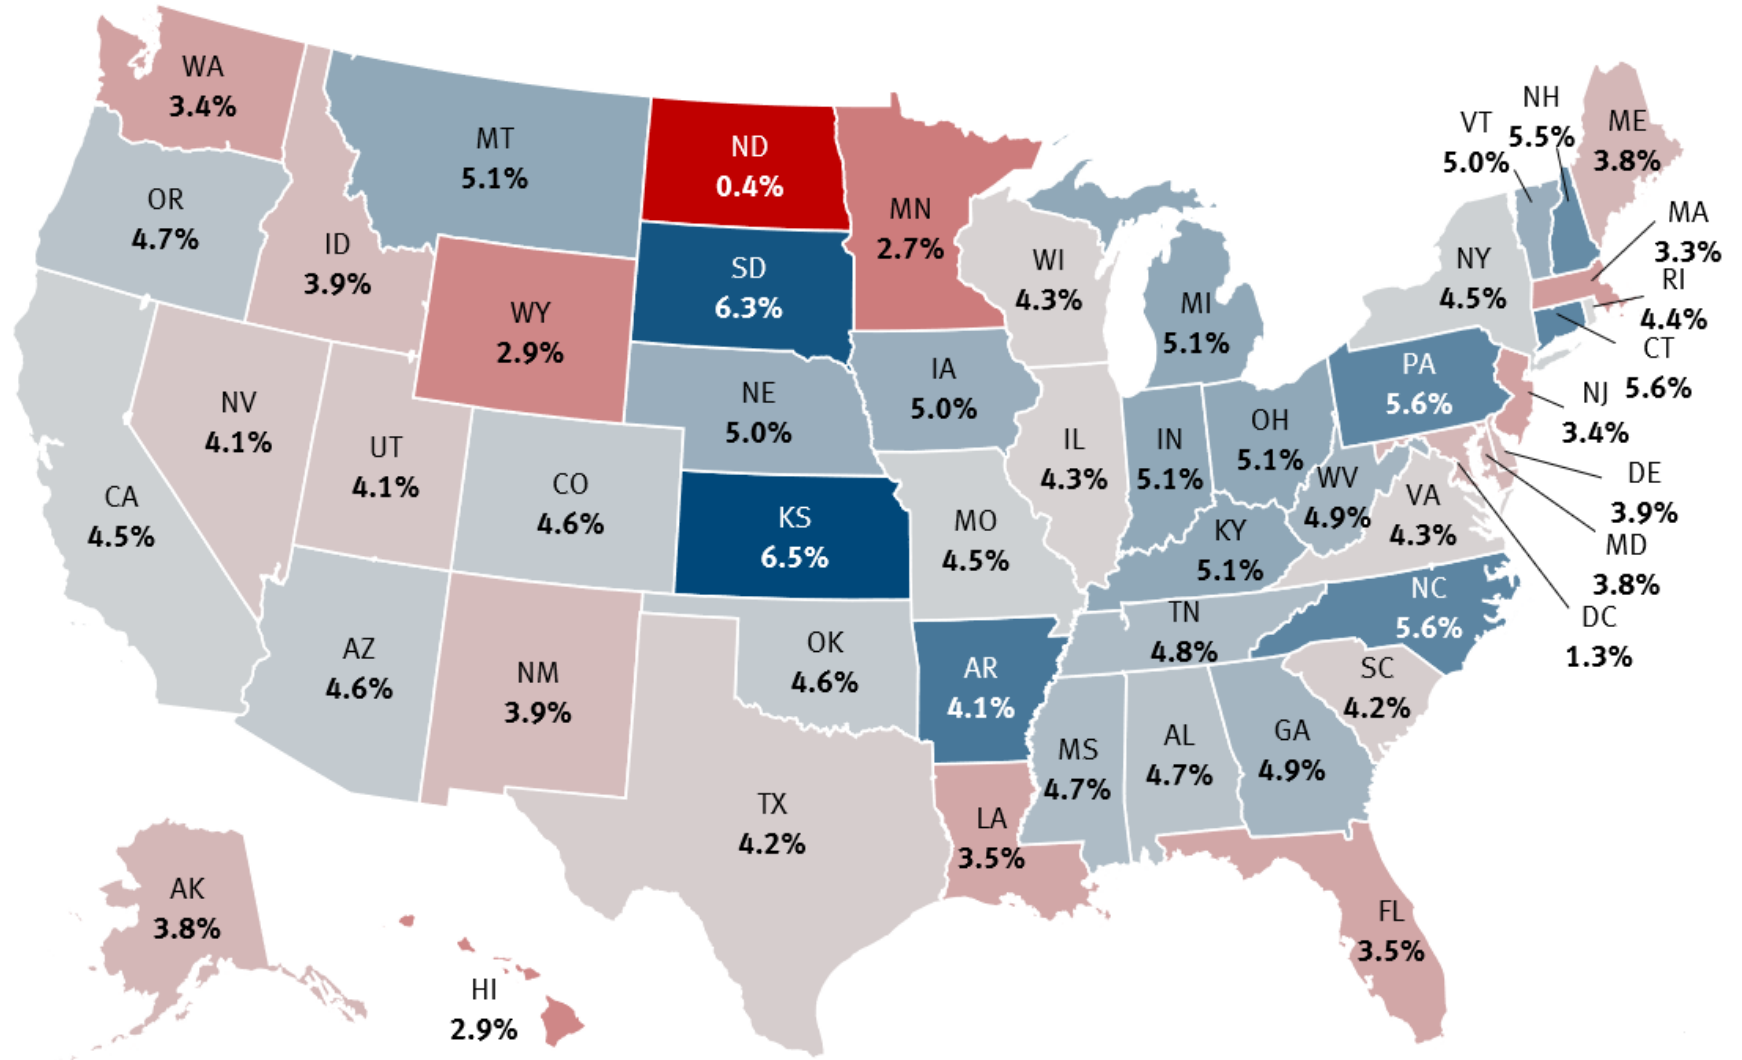 WA
3.4%
OR
4.7%
CA
4.5%
ID
3.9%
NV
4.1%
MT
5.1%
WY
2.9%
UT
4.1%
CO
4.6%
AZ
4.6%
NM
3.9%
ND
0.4%
SD
6.3%
NE
5.0%
KS
6.5%
OK
4.6%
TX
4.2%
MN
2.7%
IA
5.0%
MO
4.5%
AR
4.1%
LA
3.5%
WI
4.3%
IL
4.3%
MI
5.1%
IN
5.1%
OH
5.1%
KY
5.1%
WV
4.9%
VA
4.3%
TN
4.8%
NC
5.6%
SC
4.2%
MS
4.7%
AL
4.7%
GA
4.9%
FL
3.5%
PA
5.6%
NY
4.5%
VT
5.0%
NH
5.5%
ME
3.8%
MA
3.3%
RI
4.4%
CT
5.6%
NJ
3.4%
DE
3.9%
MD
3.8%
DC
1.3%
AK
3.8%
HI
2.9%